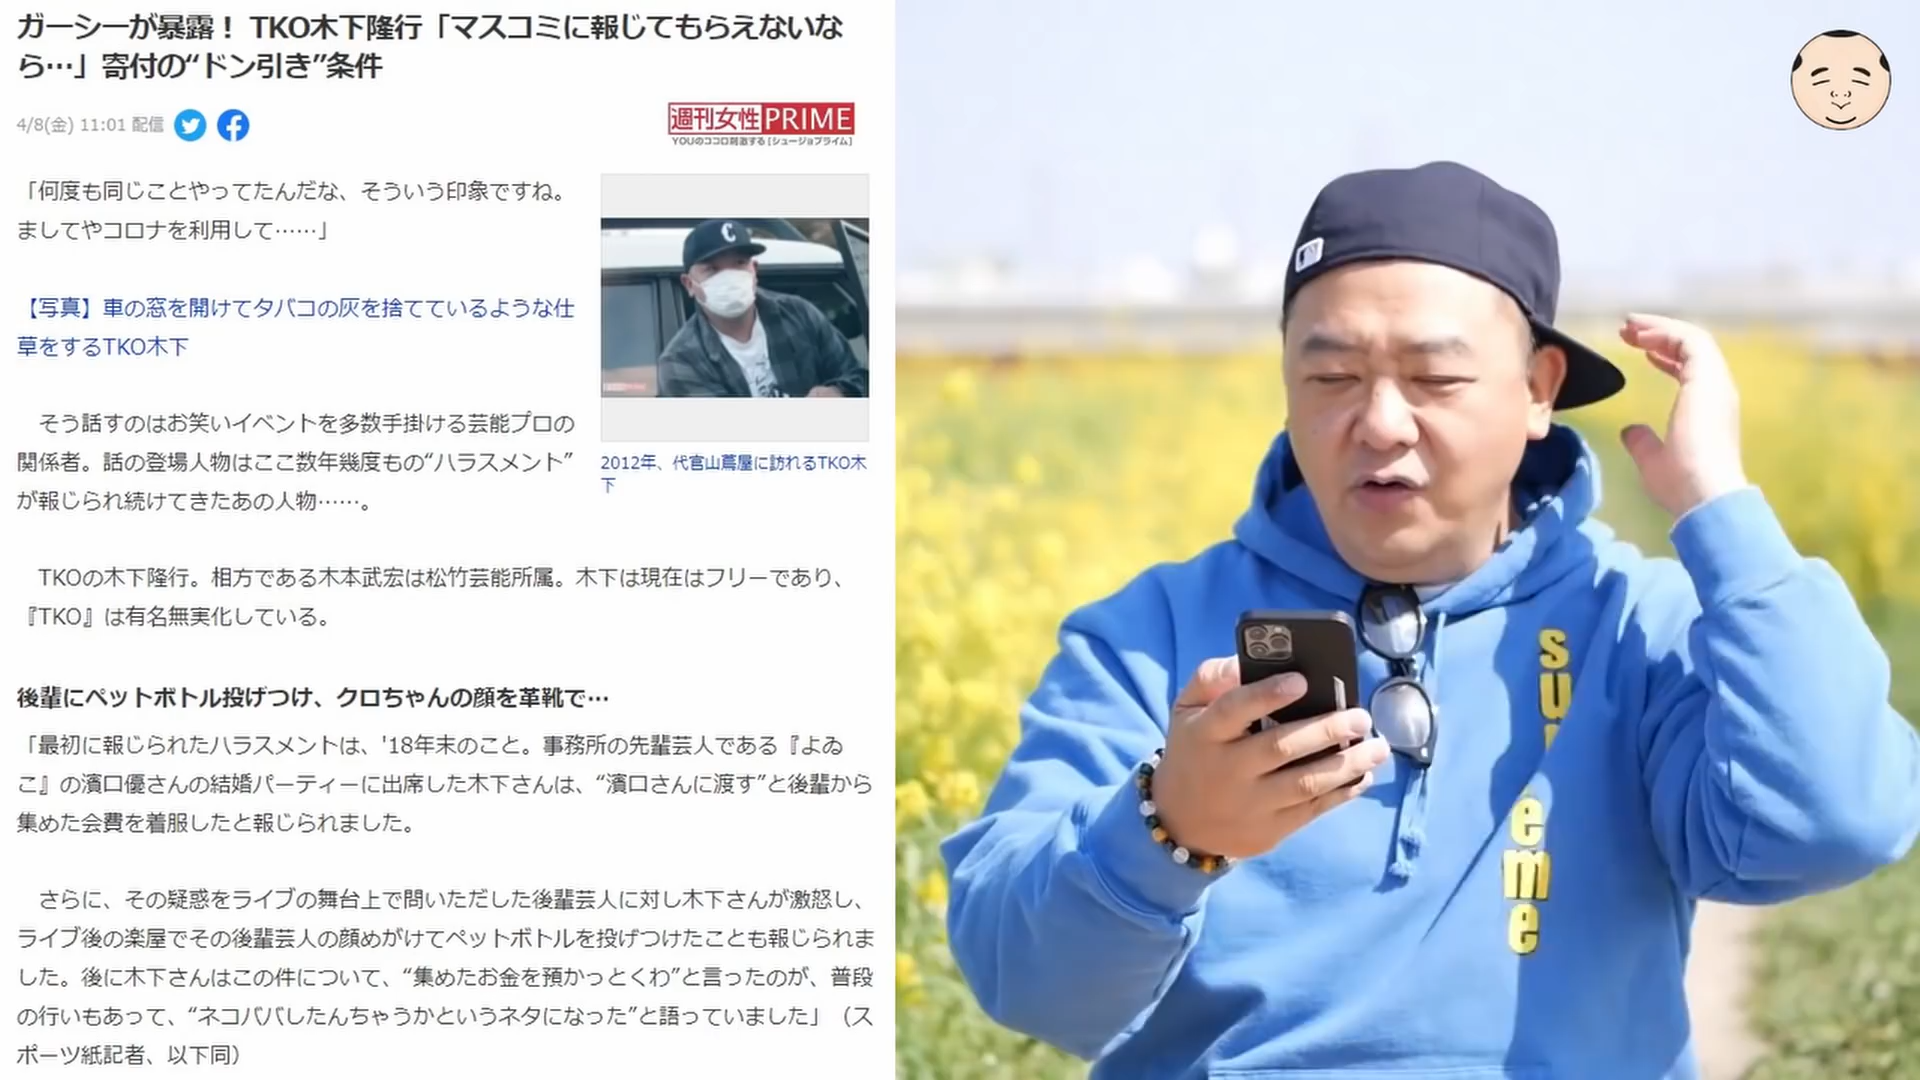 ガーシーが暴露！ TKO木下隆行「マスコミに報じてもらえないな
ら…」寄付の“ドン引き”条件
4/8(金) 11:01 配信
週刊女性PRIME
YOUのココロ刺激する [シュージョプライム]
「何度も同じことやってたんだな、そういう印象ですね。
ましてやコロナを利用して……」
【写真】車の窓を開けてタバコの灰を捨てているような仕
草をするTKO木下
C
2012年、代官山蔦屋に訪れるTKO木
下
そう話すのはお笑いイベントを多数手掛ける芸能プロの
関係者。話の登場人物はここ数年幾度もの“ハラスメント”
が報じられ続けてきたあの人物……。
TKOの木下隆行。相方である木本武宏は松竹芸能所属。木下は現在はフリーであり、
『TKO』は有名無実化している。
後輩にペットボトル投げつけ、クロちゃんの顔を革靴で…
「最初に報じられたハラスメントは、'18年末のこと。事務所の先輩芸人である『よゐ
こ』の濱口優さんの結婚パーティーに出席した木下さんは、“濱口さんに渡す”と後輩から
集めた会費を着服したと報じられました。
さらに、その疑惑をライブの舞台上で問いただした後輩芸人に対し木下さんが激怒し、
ライブ後の楽屋でその後輩芸人の顔めがけてペットボトルを投げつけたことも報じられま
した。後に木下さんはこの件について、“集めたお金を預かっとくわ”と言ったのが、普段
の行いもあって、“ネコババしたんちゃうかというネタになった”と語っていました」（ス
ポーツ紙記者、以下同）
su
eme